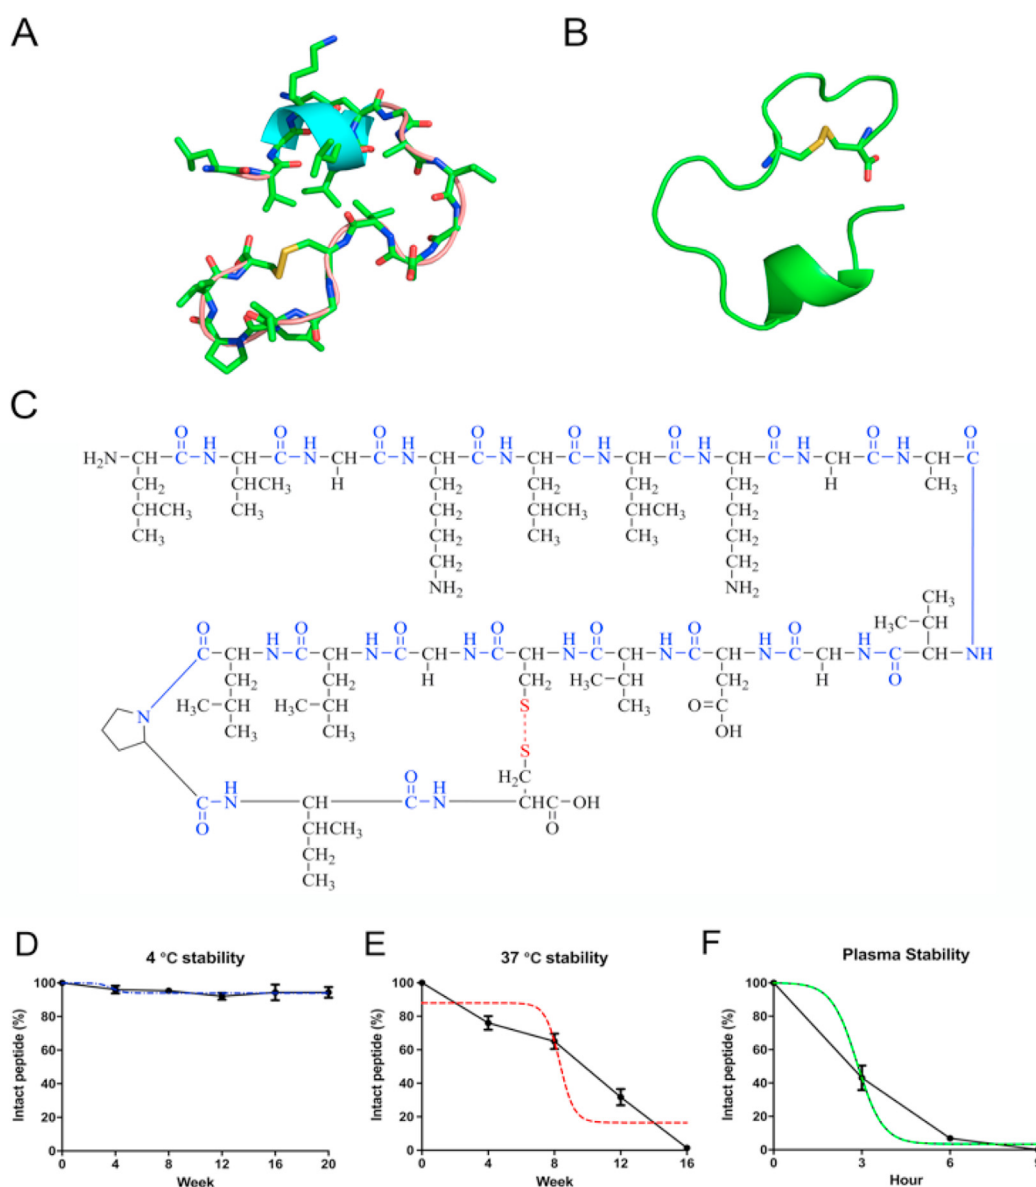 A
B
C
O H O H O H O H O H O H O H O H O
H₂N–CH–C–N–CH–C–N–CH–C–N–CH–C–N–CH–C–N–CH–C–N–CH–C–N–CH–C–N–CH–C
CH₂ CHCH₃ H CH₂ CH₂ CH₂ CH₂ H CH₃
CHCH₃ CH₃ CH₂ CHCH₃ CHCH₃ CH₂
CH₃ CH₂ CH₃ CH₃ CH₂
CH₂ CH₂
NH₂ NH₂
CH₃
H₃C–CH
O H O H O H O H O H O H O H
C–CH–N–C–CH–N–C–CH–N–C–CH–N–C–CH–N–C–CH–N–C–CH–N–C–CH–NH
CH₂ CH₂ H CH₂ H₃C–CH CH₂ H O
H₃C–CH H₃C–CH S CH₃ O=C
N CH₃ CH₃ OH
S
H O H H₂C
C–N–CH–C–N–CHC–OH
O CHCH₃ O
CH₂
CH₃
D
4 °C stability
Intact peptide (%)
100
80
60
40
20
0
0 4 8 12 16 20
Week
E
37 °C stability
Intact peptide (%)
100
80
60
40
20
0
0 4 8 12 16
Week
F
Plasma Stability
Intact peptide (%)
100
80
60
40
20
0
0 3 6 9
Hour